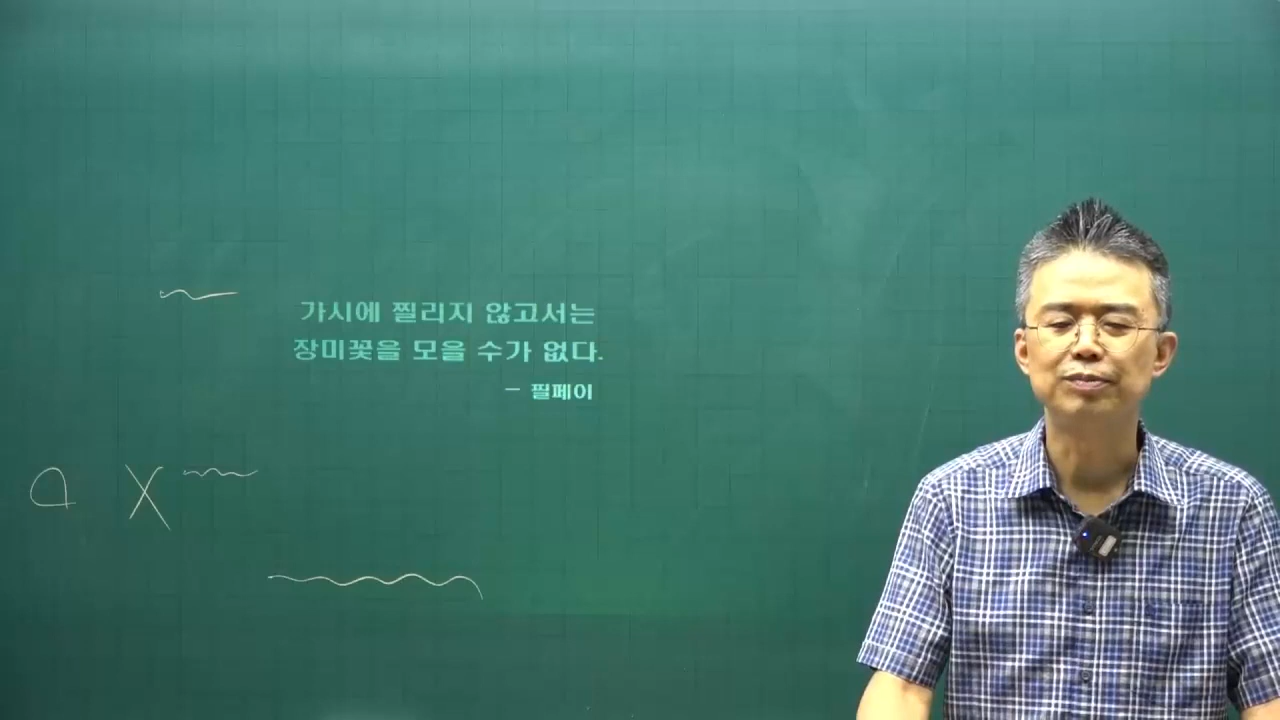 가시에 찔리지 않고서는
장미꽃을 모을 수가 없다.
- 필페이